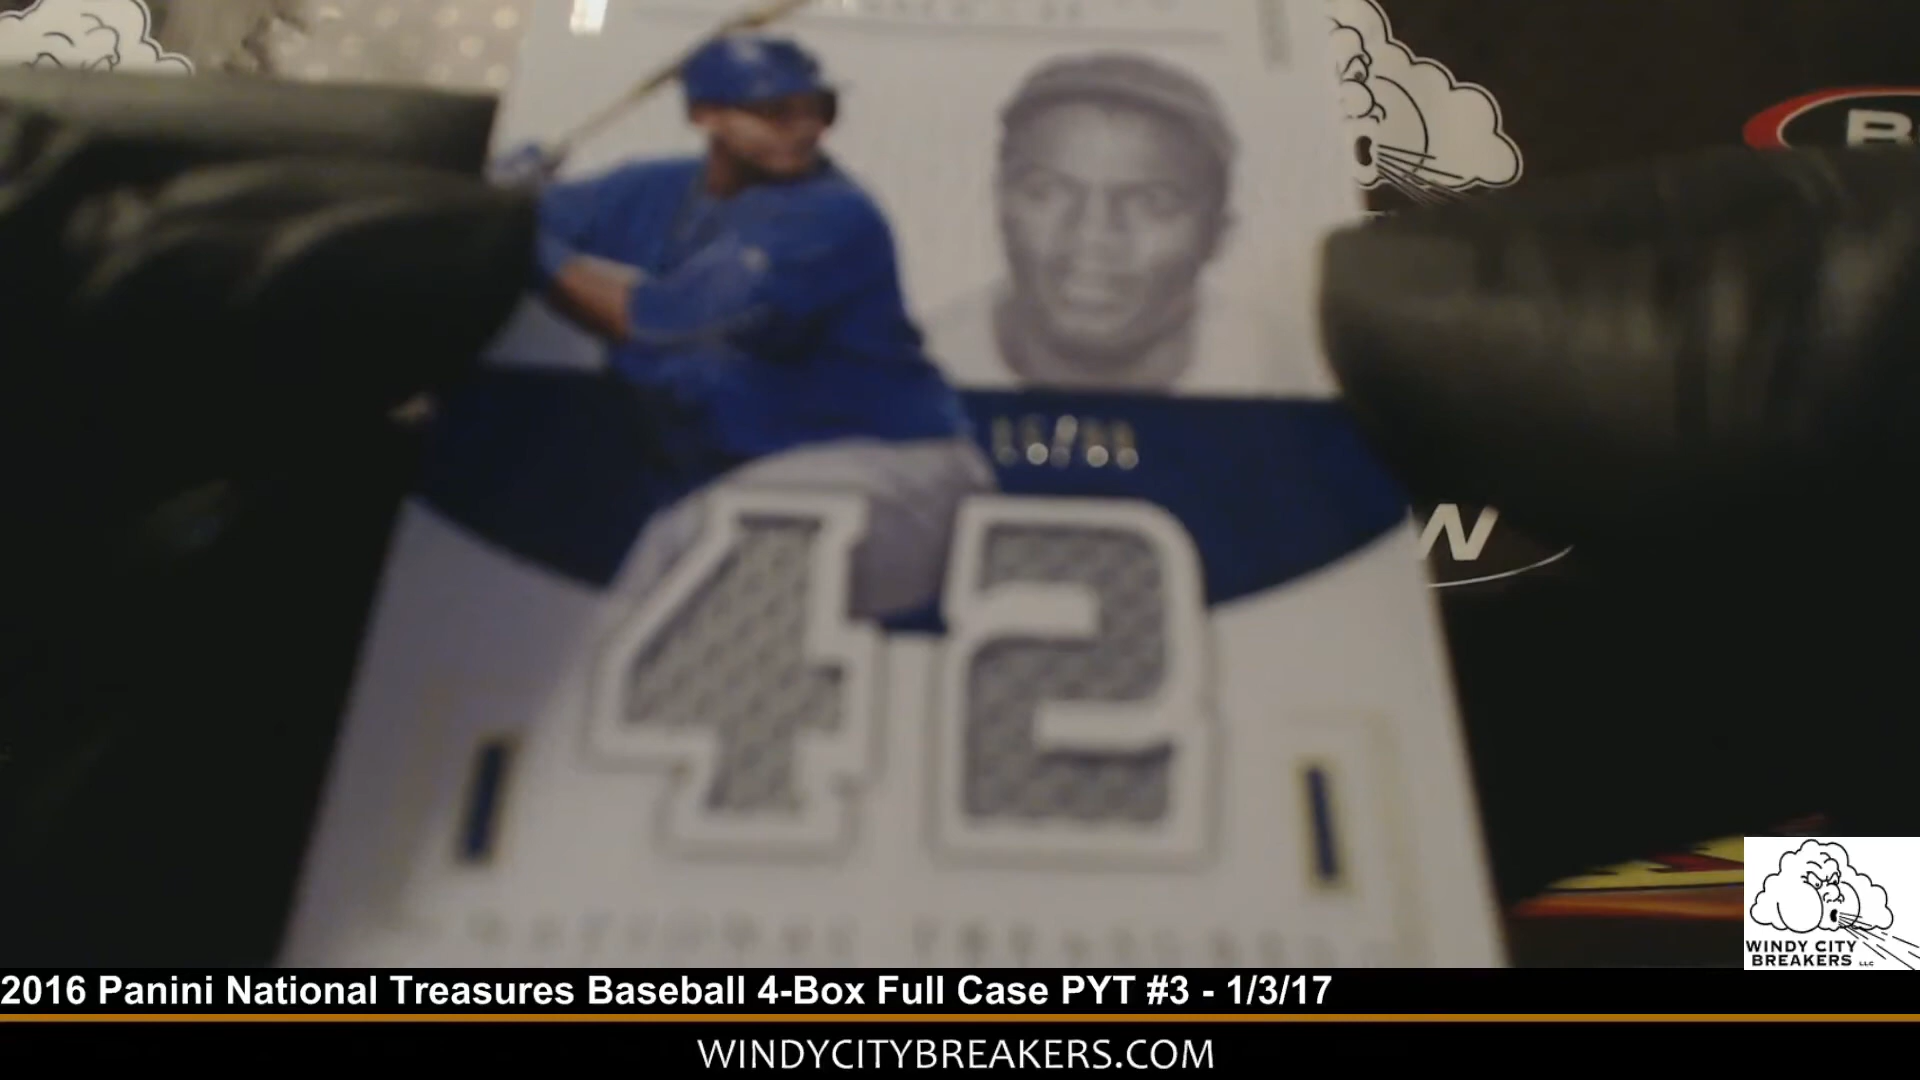 B
W
42
WINDY CITY
BREAKERS LLC
2016 Panini National Treasures Baseball 4-Box Full Case PYT #3 - 1/3/17
WINDYCITYBREAKERS.COM